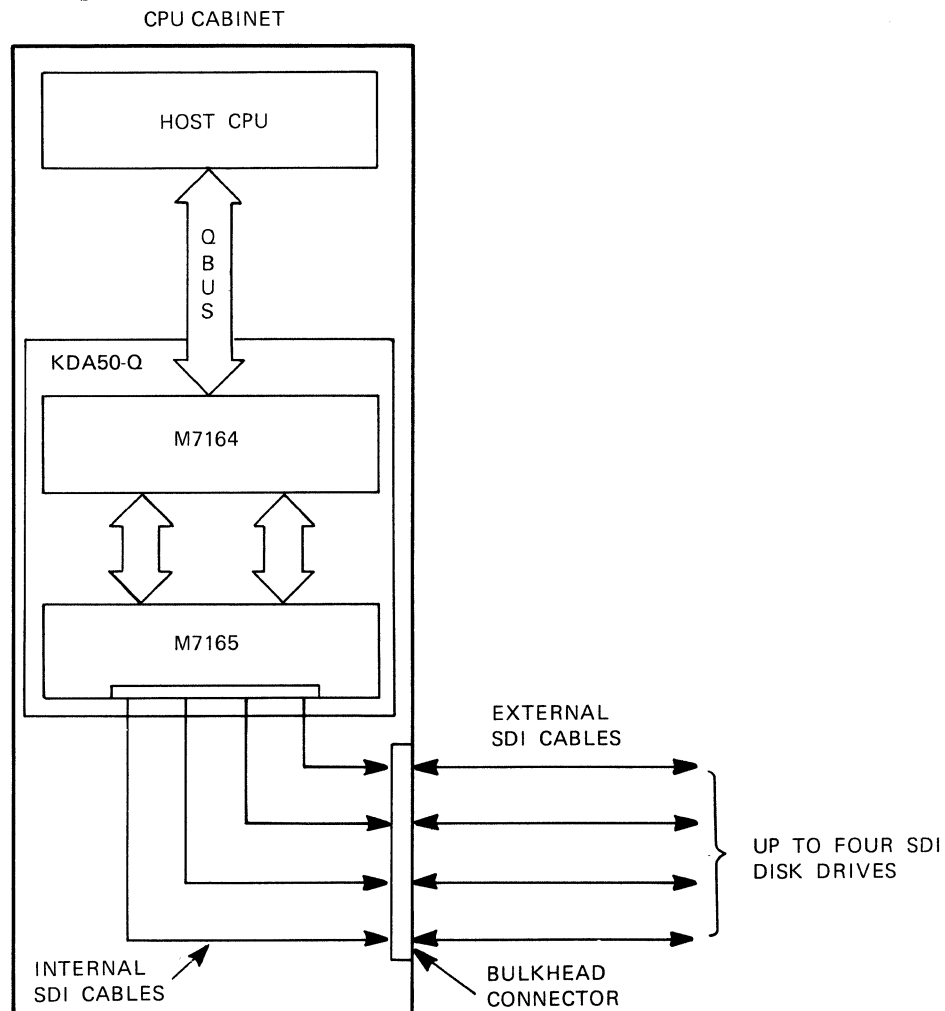 CPU CABINET
HOST CPU
Q
B
U
S
KDA50-Q
M7164
M7165
EXTERNAL
SDI CABLES
UP TO FOUR SDI
DISK DRIVES
INTERNAL
SDI CABLES
BULKHEAD
CONNECTOR